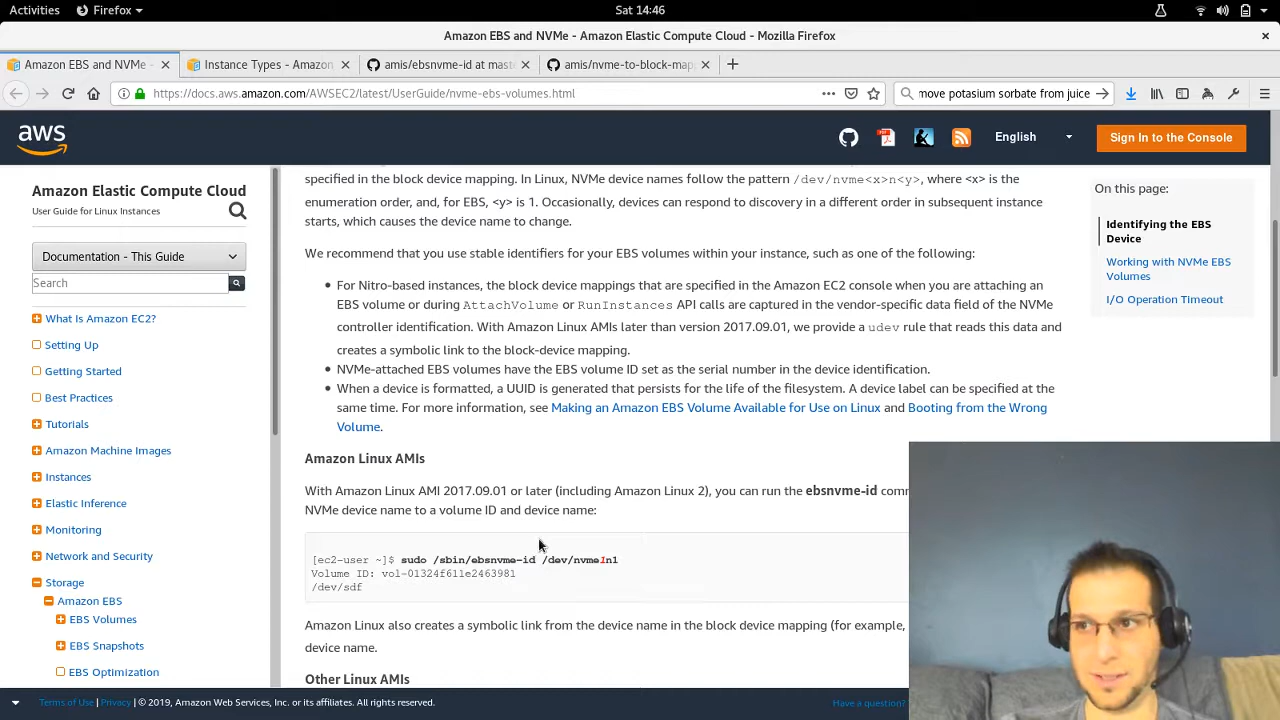 Activities Firefox Sat 14:46
Amazon EBS and NVMe - Amazon Elastic Compute Cloud - Mozilla Firefox
Amazon EBS and NVMe - Instance Types - Amazon amis/ebsnvme-id at mast amis/nvme-to-block-map
https://docs.aws.amazon.com/AWSEC2/latest/UserGuide/nvme-ebs-volumes.html move potasium sorbate from juice
aws English Sign In to the Console
Amazon Elastic Compute Cloud
User Guide for Linux Instances
Documentation - This Guide
Search
What Is Amazon EC2?
Setting Up
Getting Started
Best Practices
Tutorials
Amazon Machine Images
Instances
Elastic Inference
Monitoring
Network and Security
Storage
Amazon EBS
EBS Volumes
EBS Snapshots
EBS Optimization
specified in the block device mapping. In Linux, NVMe device names follow the pattern /dev/nvme<x>n<y>, where <x> is the
enumeration order, and, for EBS, <y> is 1. Occasionally, devices can respond to discovery in a different order in subsequent instance
starts, which causes the device name to change.
We recommend that you use stable identifiers for your EBS volumes within your instance, such as one of the following:
For Nitro-based instances, the block device mappings that are specified in the Amazon EC2 console when you are attaching an
EBS volume or during AttachVolume or RunInstances API calls are captured in the vendor-specific data field of the NVMe
controller identification. With Amazon Linux AMIs later than version 2017.09.01, we provide a udev rule that reads this data and
creates a symbolic link to the block-device mapping.
NVMe-attached EBS volumes have the EBS volume ID set as the serial number in the device identification.
When a device is formatted, a UUID is generated that persists for the life of the filesystem. A device label can be specified at the
same time. For more information, see Making an Amazon EBS Volume Available for Use on Linux and Booting from the Wrong
Volume.
Amazon Linux AMIs
With Amazon Linux AMI 2017.09.01 or later (including Amazon Linux 2), you can run the ebsnvme-id comm
NVMe device name to a volume ID and device name:
[ec2-user ~]$ sudo /sbin/ebsnvme-id /dev/nvme1n1
Volume ID: vol-01324f611e2463981
/dev/sdf
Amazon Linux also creates a symbolic link from the device name in the block device mapping (for example,
device name.
Other Linux AMIs
On this page:
Identifying the EBS
Device
Working with NVMe EBS
Volumes
I/O Operation Timeout
Terms of Use | Privacy | © 2019, Amazon Web Services, Inc. or its affiliates. All rights reserved. Have a question?